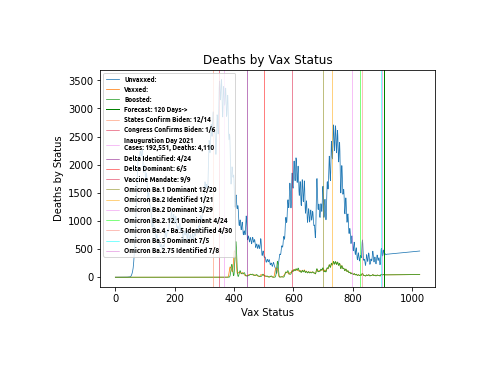 Deaths by Vax Status
Deaths by Status
3500
3000
2500
2000
1500
1000
500
0
Unvaxxed:
Vaxxed:
Boosted:
Forecast: 120 Days->
States Confirm Biden: 12/14
Congress Confirms Biden: 1/6
Inauguration Day 2021
Cases: 192,551, Deaths: 4,110
Delta Identified: 4/24
Delta Dominant: 6/5
Vaccine Mandate: 9/9
Omicron Ba.1 Dominant 12/20
Omicron Ba.2 Identified 1/21
Omicron Ba.2 Dominant 3/29
Omicron Ba.2.12.1 Dominant 4/24
Omicron Ba.4 - Ba.5 Identified 4/30
Omicron Ba.5 Dominant 7/5
Omicron Ba.2.75 Identified 7/8
0 200 400 600 800 1000
Vax Status